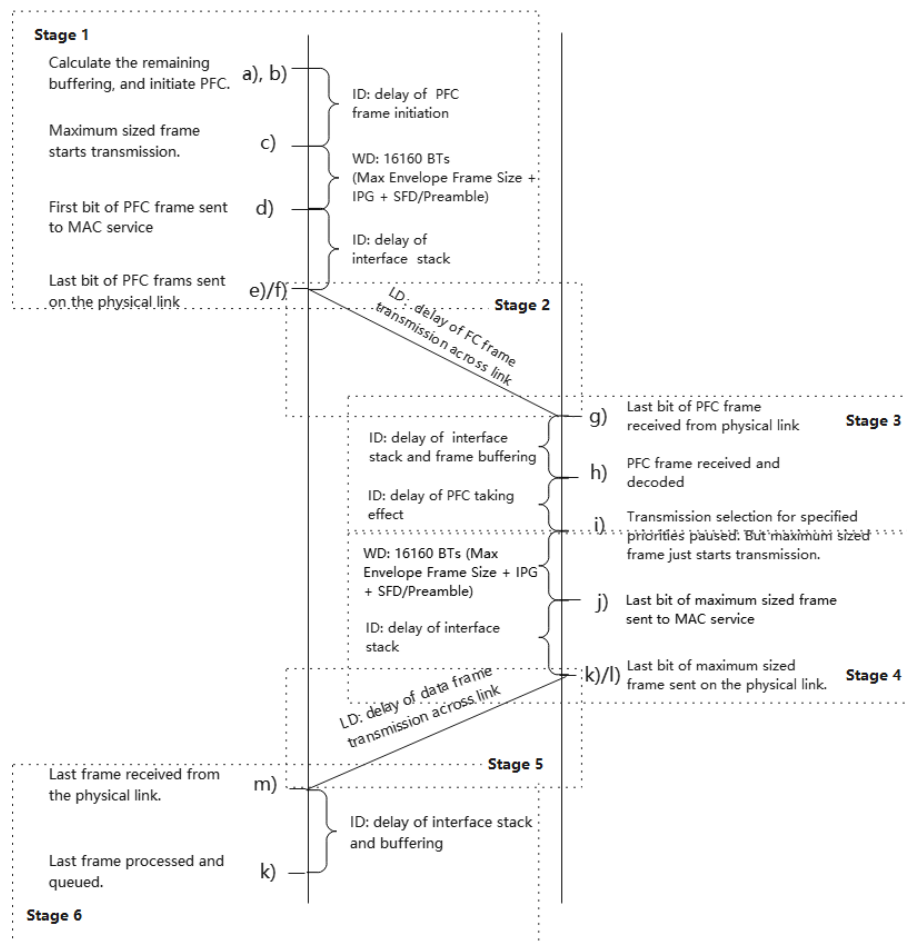 Stage 1
Calculate the remaining
buffering, and initiate PFC.
a), b)
ID: delay of PFC
frame initiation
Maximum sized frame
starts transmission.
c)
WD: 16160 BTs
(Max Envelope Frame Size +
IPG + SFD/Preamble)
First bit of PFC frame sent
to MAC service
d)
ID: delay of
interface stack
Last bit of PFC frams sent
on the physical link
e)/f)
LD: delay of FC frame
transmission across link
Stage 2
g)
Last bit of PFC frame
received from physical link
Stage 3
ID: delay of interface
stack and frame buffering
h)
PFC frame received and
decoded
ID: delay of PFC taking
effect
i)
Transmission selection for specified
priorities paused. But maximum sized
frame just starts transmission.
WD: 16160 BTs (Max
Envelope Frame Size + IPG
+ SFD/Preamble)
j)
Last bit of maximum sized frame
sent to MAC service
ID: delay of interface
stack
k)/l)
Last bit of maximum sized
frame sent on the physical link.
Stage 4
LD: delay of data frame
transmission across link
Stage 5
Last frame received from
the physical link.
m)
ID: delay of interface stack
and buffering
Last frame processed and
queued.
k)
Stage 6